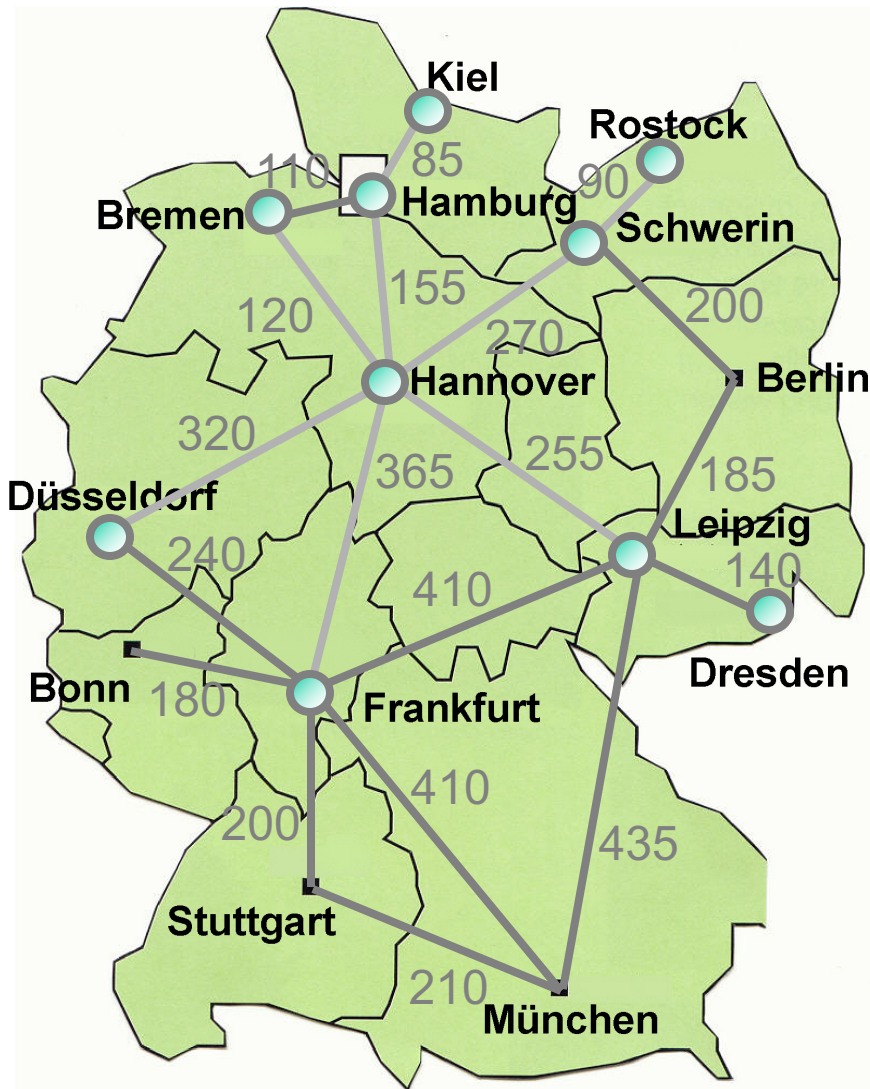 Kiel
Rostock
110
85
90
Bremen
Hamburg
Schwerin
155
200
120
270
Hannover
Berlin
320
365
255
185
Düsseldorf
Leipzig
240
410
140
Bonn
180
Dresden
Frankfurt
410
200
435
Stuttgart
210
München